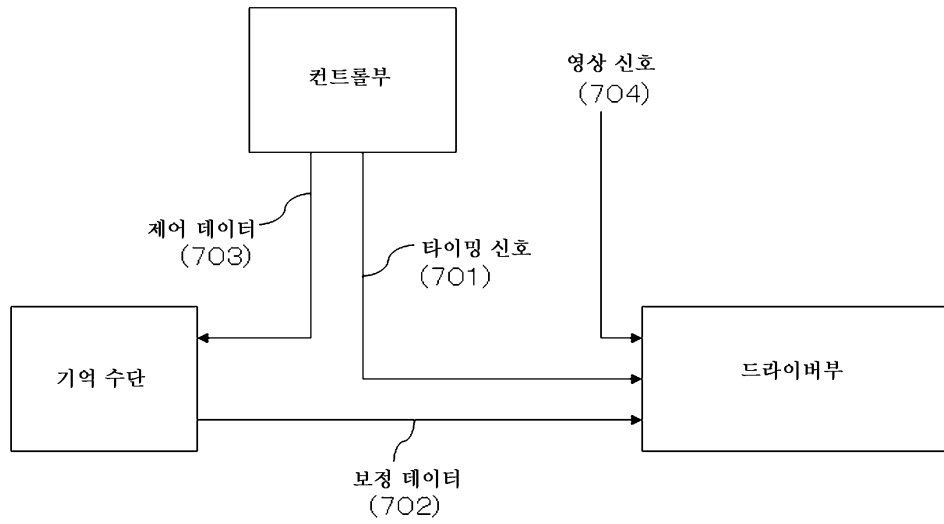 컨트롤부
영상 신호
(704)
제어 데이터
(703)
타이밍 신호
(701)
기억 수단
드라이버부
보정 데이터
(702)